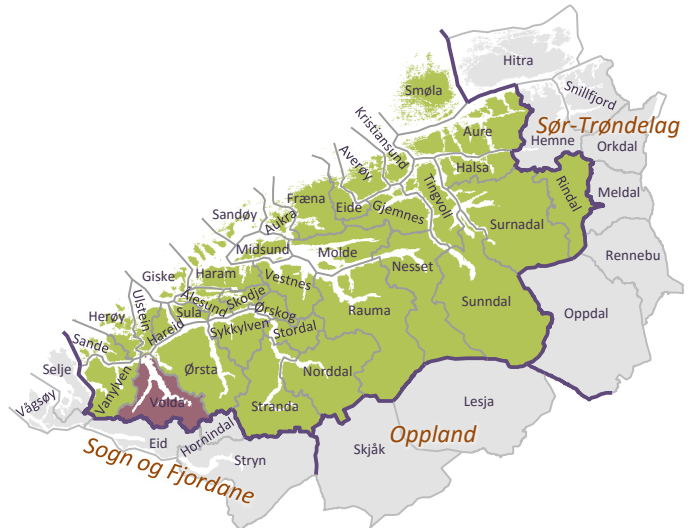 Hitra
Snillfjord
Smøla
Sør-Trøndelag
Kristiansund
Aure
Hemne
Orkdal
Averøy
Halsa
Tingvoll
Rindal
Meldal
Fræna
Eide
Gjemnes
Sandøy
Aukra
Surnadal
Midsund
Molde
Rennebu
Nesset
Giske
Haram
Vestnes
Sunndal
Oppdal
Ålesund
Skodje
Ulstein
Herøy
Sula
Ørskog
Rauma
Hareid
Sykkylven
Stordal
Sande
Selje
Vanylven
Ørsta
Norddal
Vågsøy
Volda
Stranda
Lesja
Oppland
Eid
Hornindal
Skjåk
Sogn og Fjordane
Stryn